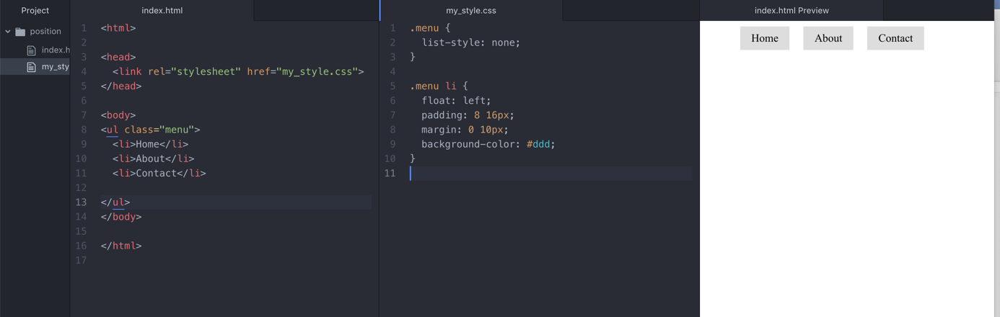 Project
position
index.h
my_sty
index.html
1 <html>
2
3 <head>
4 <link rel="stylesheet" href="my_style.css">
5 </head>
6
7 <body>
8 <ul class="menu">
9 <li>Home</li>
10 <li>About</li>
11 <li>Contact</li>
12
13 </ul>
14 </body>
15
16 </html>
17
my_style.css
1 .menu {
2 list-style: none;
3 }
4
5 .menu li {
6 float: left;
7 padding: 8 16px;
8 margin: 0 10px;
9 background-color: #ddd;
10 }
11
index.html Preview
Home About Contact